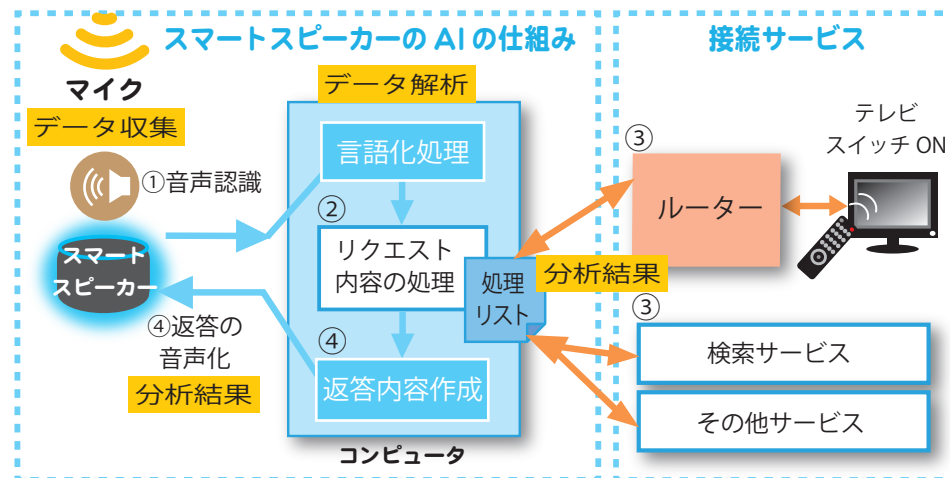 スマートスピーカーの AI の仕組み
マイク
データ収集
①音声認識
スマート
スピーカー
④返答の
音声化
分析結果
データ解析
言語化処理
②
リクエスト
内容の処理
処理
リスト
④
返答内容作成
コンピュータ
分析結果
接続サービス
③
ルーター
テレビ
スイッチ ON
③
検索サービス
その他サービス